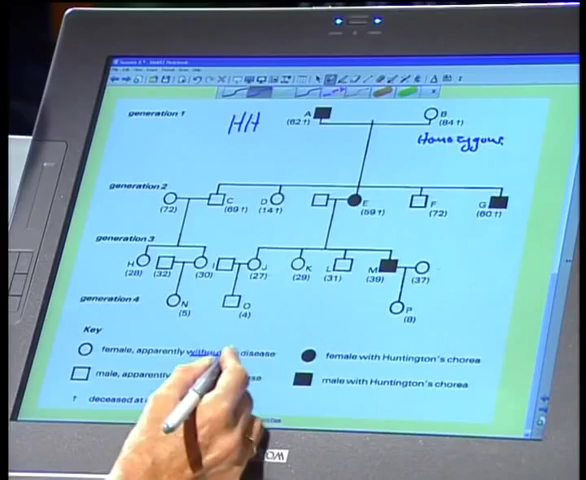 generation 1
HH
A
(62†)
B
(84†)
Homozygous
generation 2
(72)
C
(69†)
D
(14†)
E
(59†)
F
(72)
G
(60†)
generation 3
H
(28)
(32)
I
(30)
J
(27)
K
(29)
L
(31)
M
(39)
(37)
generation 4
N
(5)
O
(4)
P
(8)
Key
female, apparently without disease
female with Huntington's chorea
male, apparently
male with Huntington's chorea
† deceased at